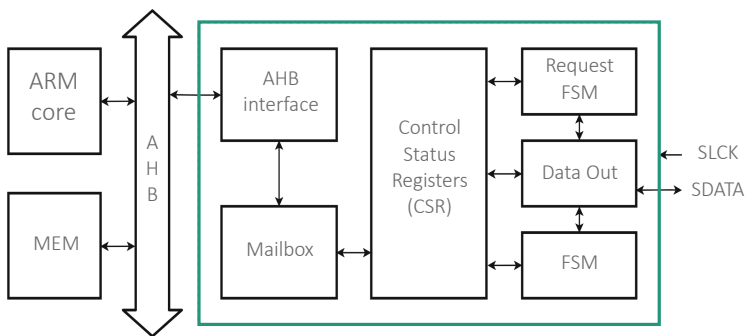 ARM
core
MEM
A
H
B
AHB
interface
Mailbox
Control
Status
Registers
(CSR)
Request
FSM
Data Out
FSM
SLCK
SDATA